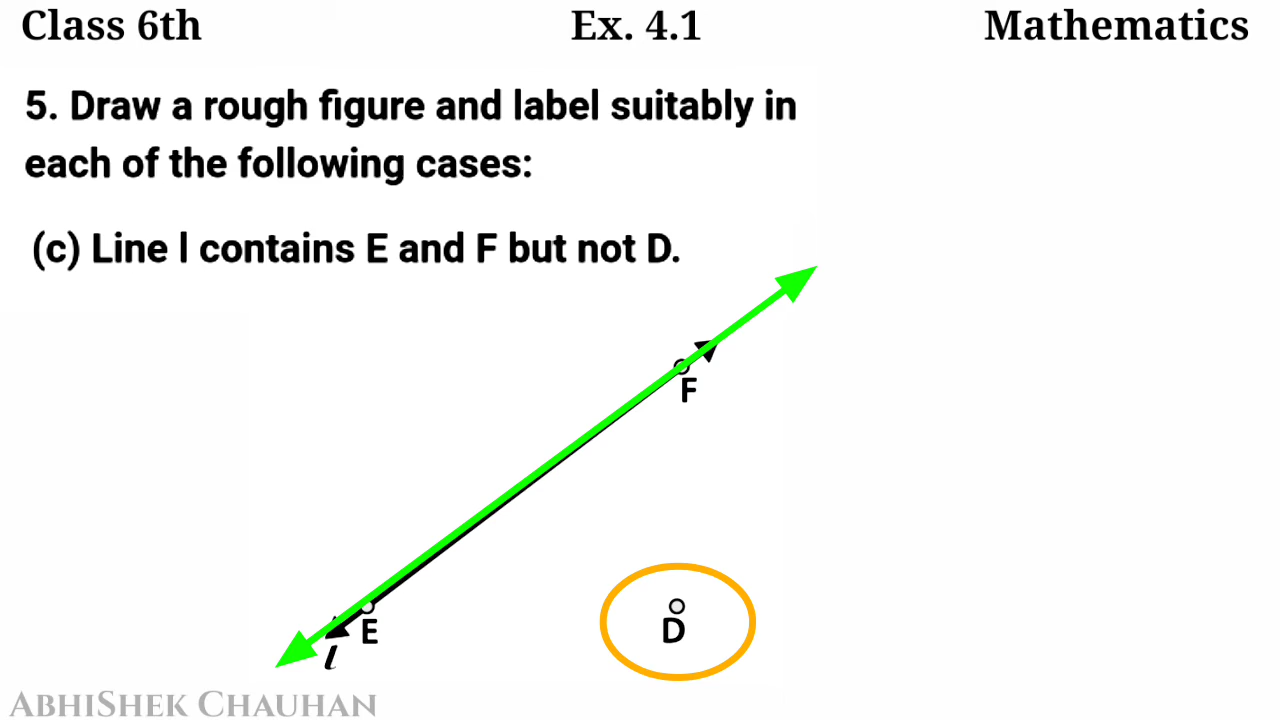 Class 6th Ex. 4.1 Mathematics
5. Draw a rough figure and label suitably in
each of the following cases:
(c) Line l contains E and F but not D.
F
E
D
l
ABHISHEK CHAUHAN